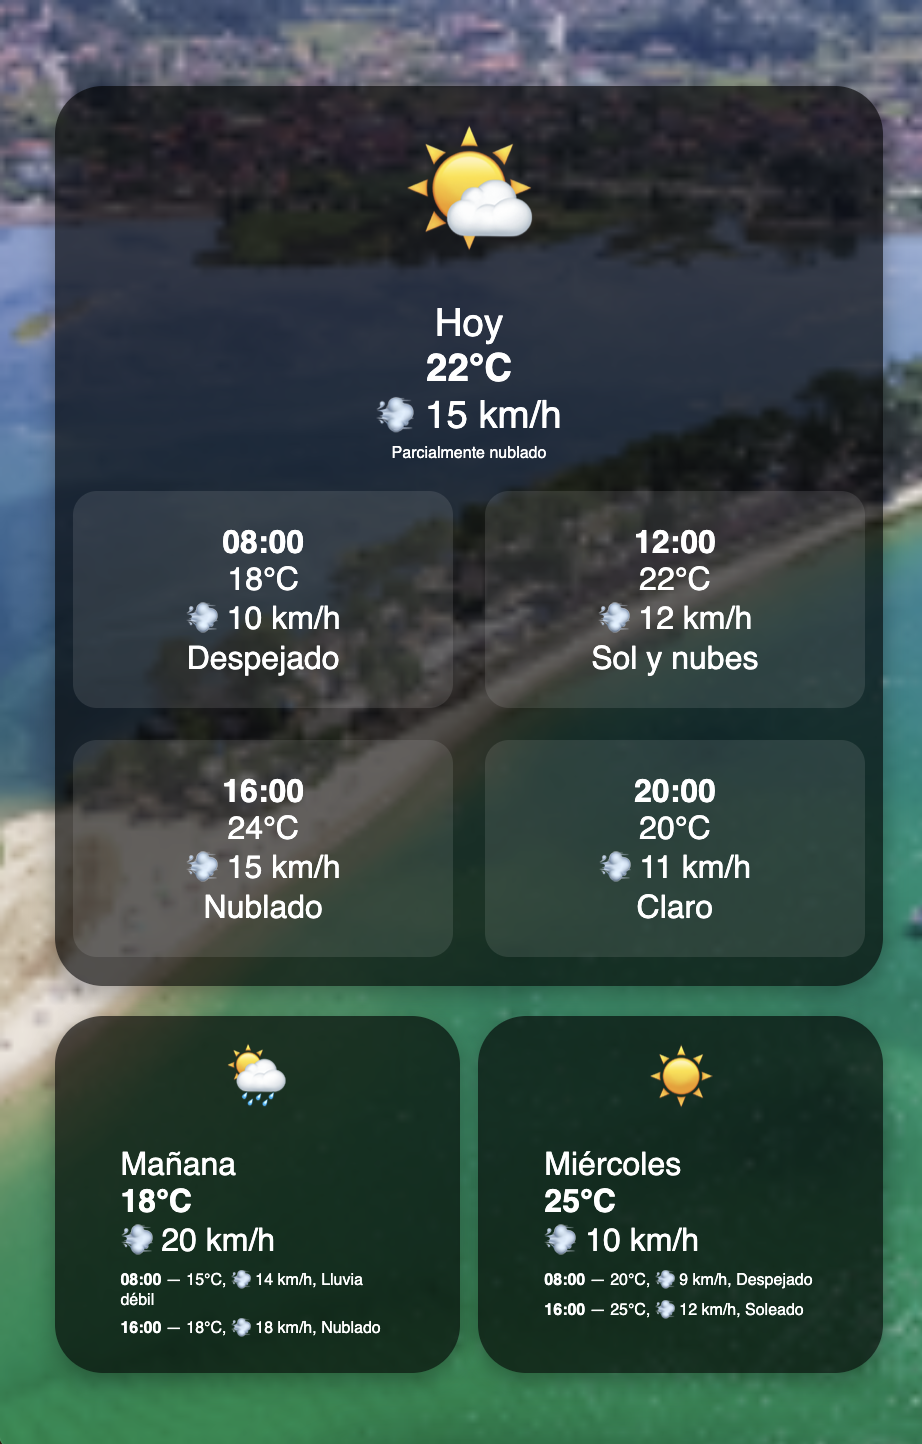 Hoy
22°C
💨 15 km/h
Parcialmente nublado
08:00
18°C
💨 10 km/h
Despejado
12:00
22°C
💨 12 km/h
Sol y nubes
16:00
24°C
💨 15 km/h
Nublado
20:00
20°C
💨 11 km/h
Claro
Mañana
18°C
💨 20 km/h
08:00 — 15°C, 💨 14 km/h, Lluvia
débil
16:00 — 18°C, 💨 18 km/h, Nublado
Miércoles
25°C
💨 10 km/h
08:00 — 20°C, 💨 9 km/h, Despejado
16:00 — 25°C, 💨 12 km/h, Soleado